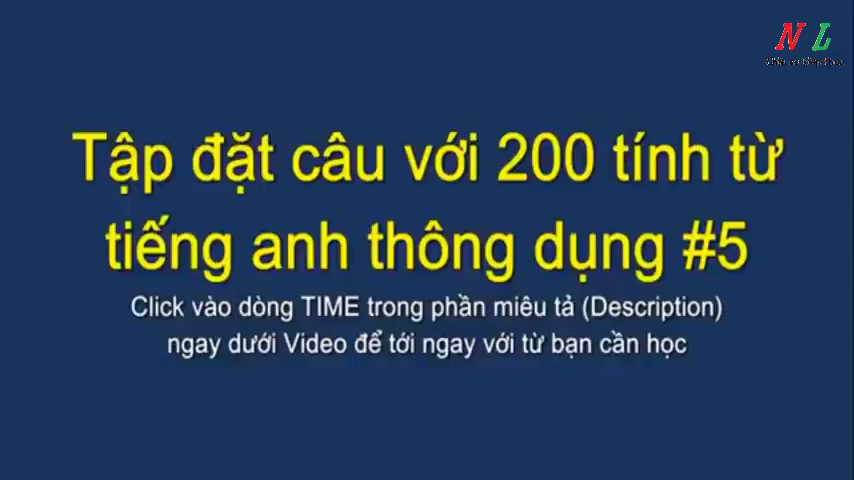 N L
Tập đặt câu với 200 tính từ
tiếng anh thông dụng #5
Click vào dòng TIME trong phần miêu tả (Description)
ngay dưới Video để tới ngay với từ bạn cần học